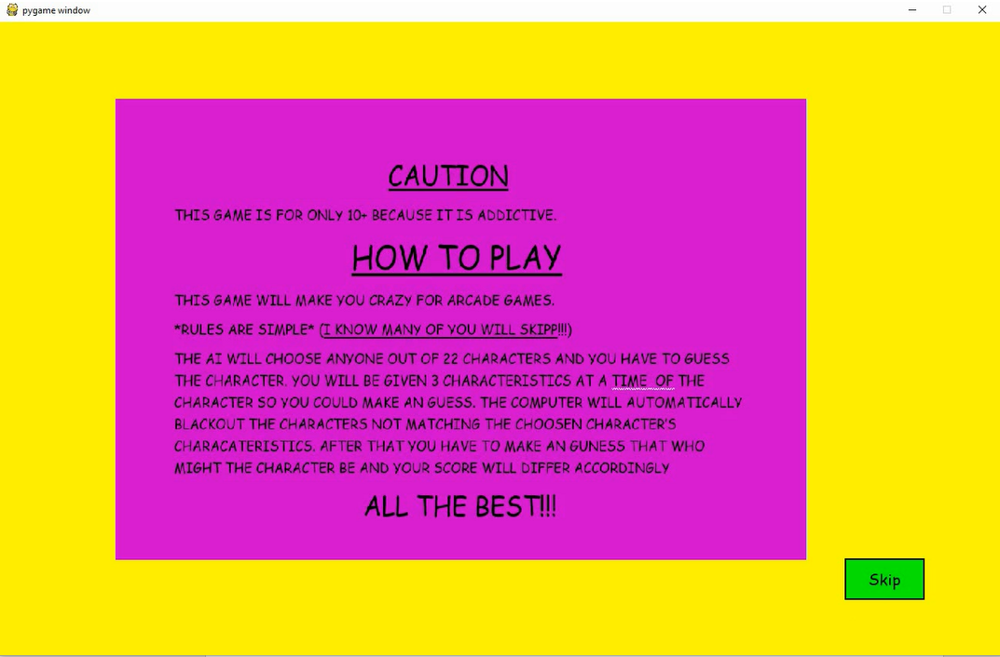 pygame window
CAUTION
THIS GAME IS FOR ONLY 10+ BECAUSE IT IS ADDICTIVE.
HOW TO PLAY
THIS GAME WILL MAKE YOU CRAZY FOR ARCADE GAMES.
*RULES ARE SIMPLE* (I KNOW MANY OF YOU WILL SKIPP!!!)
THE AI WILL CHOOSE ANYONE OUT OF 22 CHARACTERS AND YOU HAVE TO GUESS
THE CHARACTER. YOU WILL BE GIVEN 3 CHARACTERISTICS AT A TIME  OF THE
CHARACTER SO YOU COULD MAKE AN GUESS. THE COMPUTER WILL AUTOMATICALLY
BLACKOUT THE CHARACTERS NOT MATCHING THE CHOOSEN CHARACTER'S
CHARACATERISTICS. AFTER THAT YOU HAVE TO MAKE AN GUNESS THAT WHO
MIGHT THE CHARACTER BE AND YOUR SCORE WILL DIFFER ACCORDINGLY
ALL THE BEST!!!
Skip